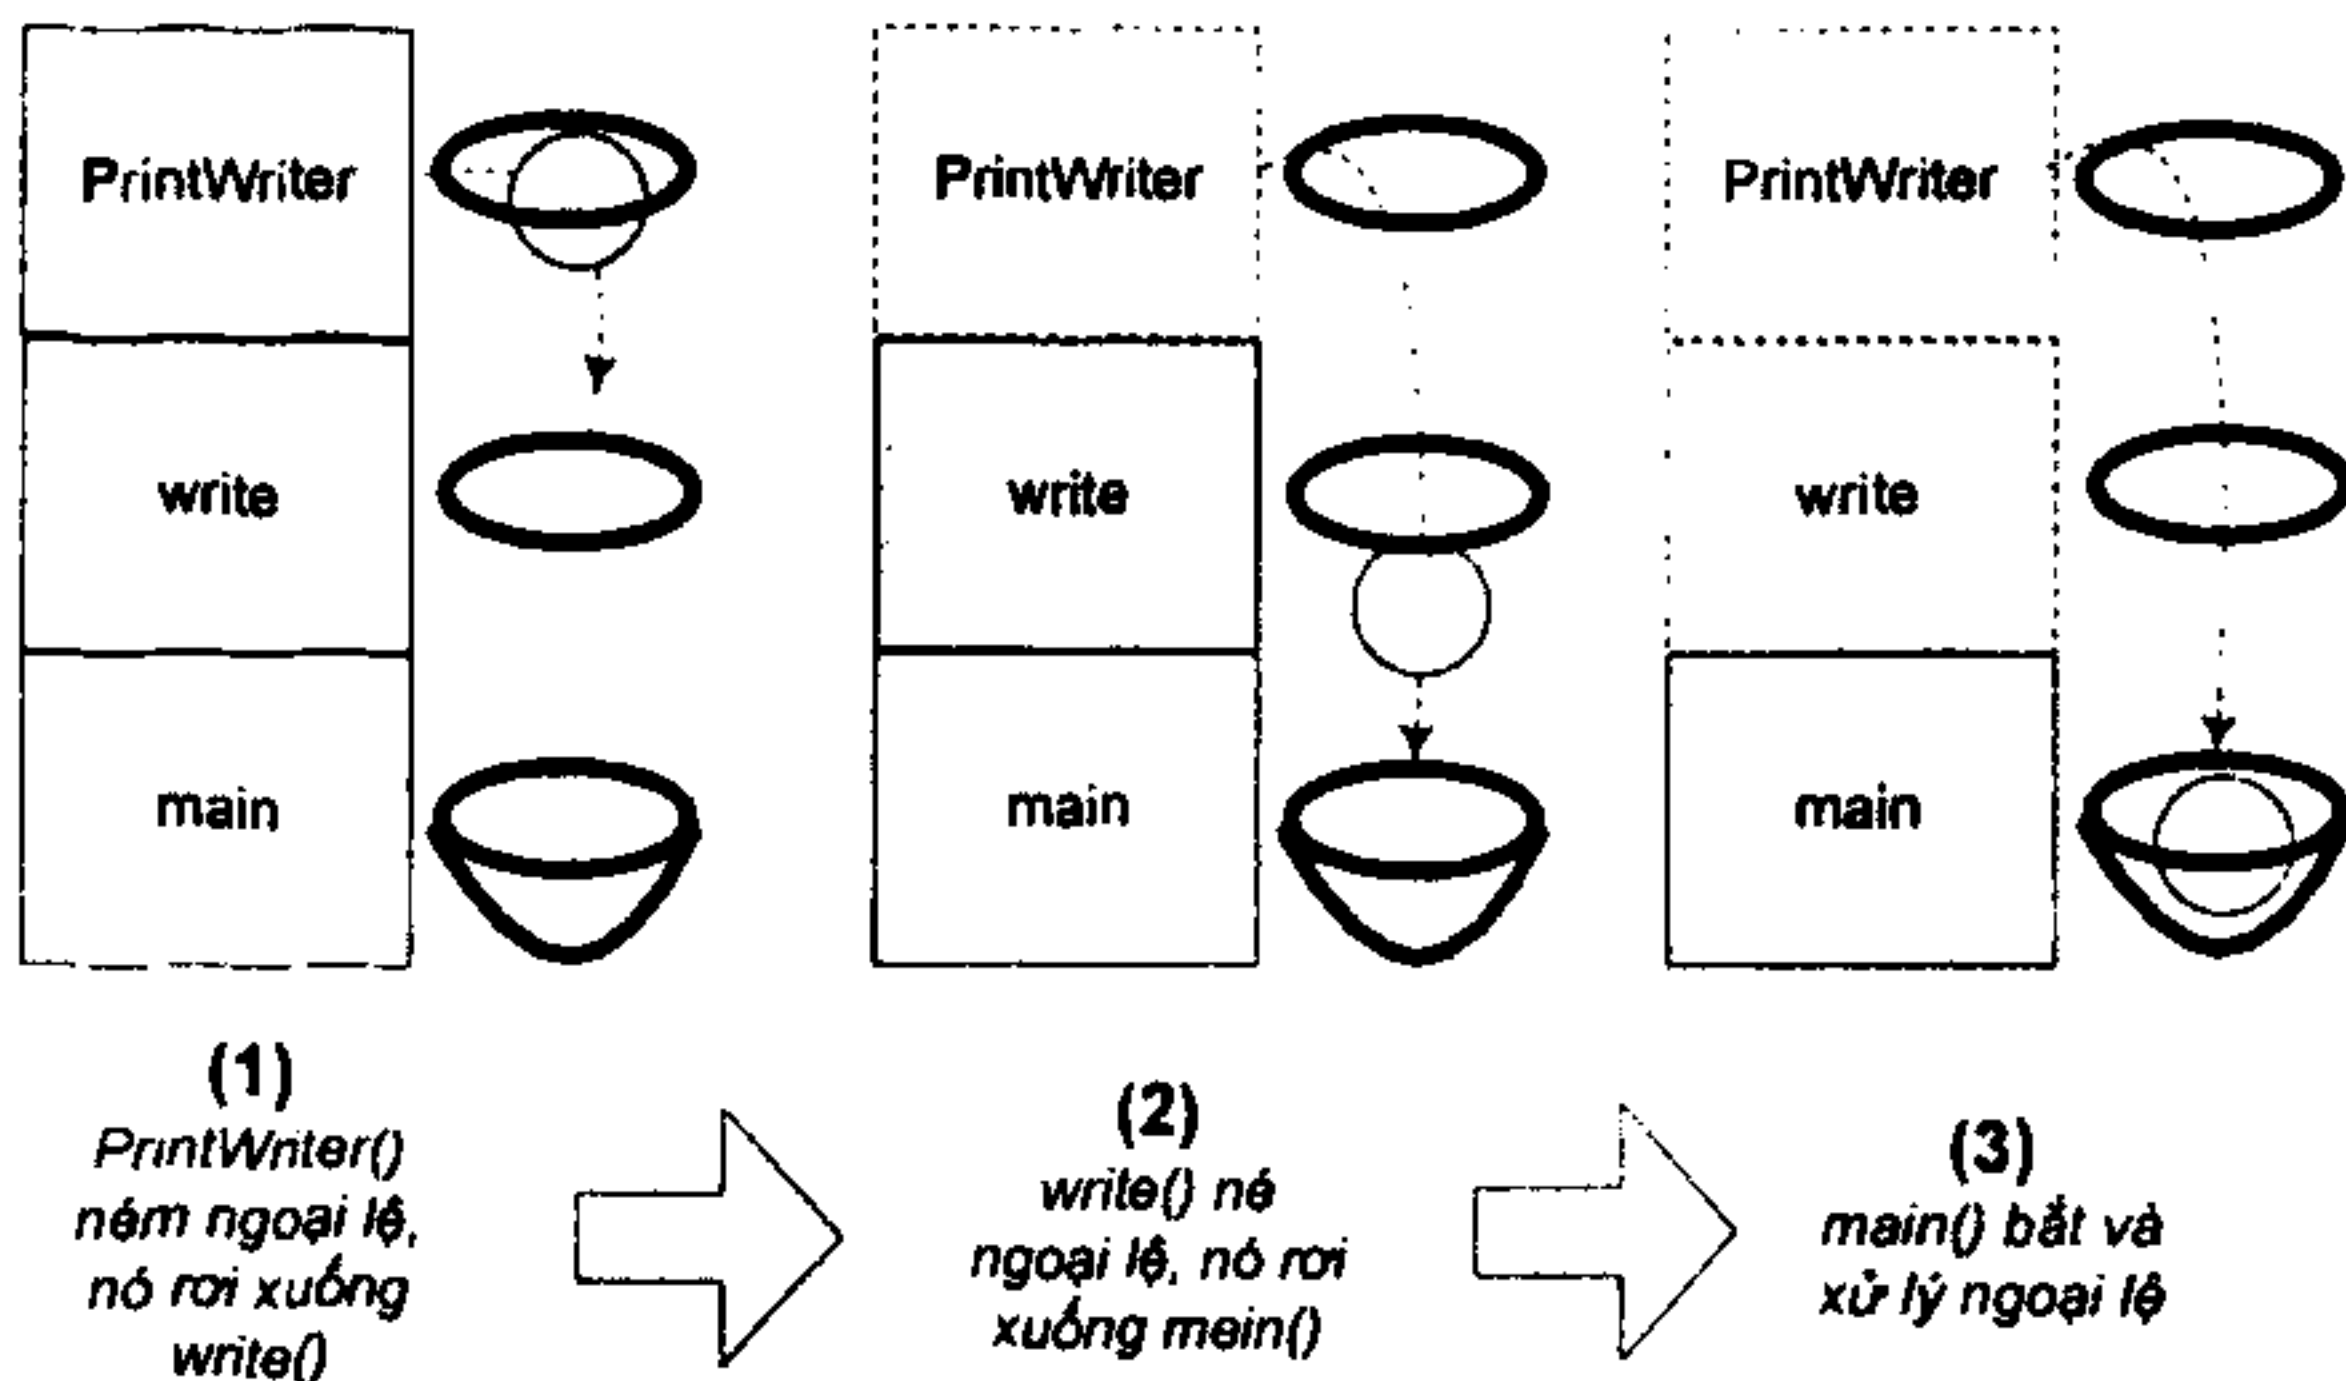 PrintWriter
write
main
PrintWriter
write
main
PrintWriter
write
main
(1)
PrintWriter()
ném ngoại lệ,
nó rơi xuống
write()
(2)
write() né
ngoại lệ, nó rơi
xuống mein()
(3)
main() bắt và
xử lý ngoại lệ